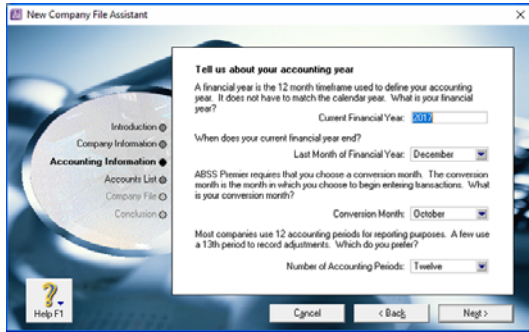 New Company File Assistant
Tell us about your accounting year
A financial year is the 12 month timeframe used to define your accounting
year. It does not have to match the calendar year. What is your financial
year?
Current Financial Year: 2017
When does your current financial year end?
Last Month of Financial Year: December
ABSS Premier requires that you choose a conversion month. The conversion
month is the month in which you choose to begin entering transactions. What
is your conversion month?
Conversion Month: October
Most companies use 12 accounting periods for reporting purposes. A few use
a 13th period to record adjustments. Which do you prefer?
Number of Accounting Periods: Twelve
Introduction
Company Information
Accounting Information
Accounts List
Company File
Conclusion
Help F1
Cancel
< Back
Next >